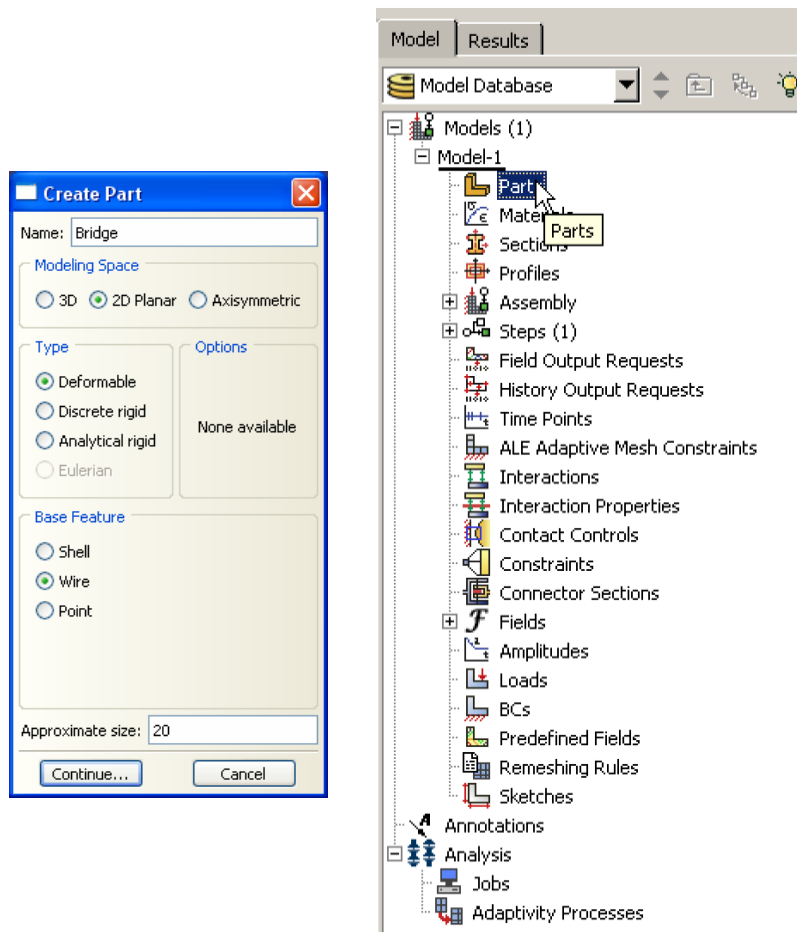 Create Part
Name: Bridge
Modeling Space
3D 2D Planar Axisymmetric
Type
Deformable
Discrete rigid
Analytical rigid
Eulerian
Options
None available
Base Feature
Shell
Wire
Point
Approximate size: 20
Continue... Cancel
Model Results
Model Database
Models (1)
Model-1
Part
Parts
Sections
Profiles
Assembly
Steps (1)
Field Output Requests
History Output Requests
Time Points
ALE Adaptive Mesh Constraints
Interactions
Interaction Properties
Contact Controls
Constraints
Connector Sections
Fields
Amplitudes
Loads
BCs
Predefined Fields
Remeshing Rules
Sketches
Annotations
Analysis
Jobs
Adaptivity Processes